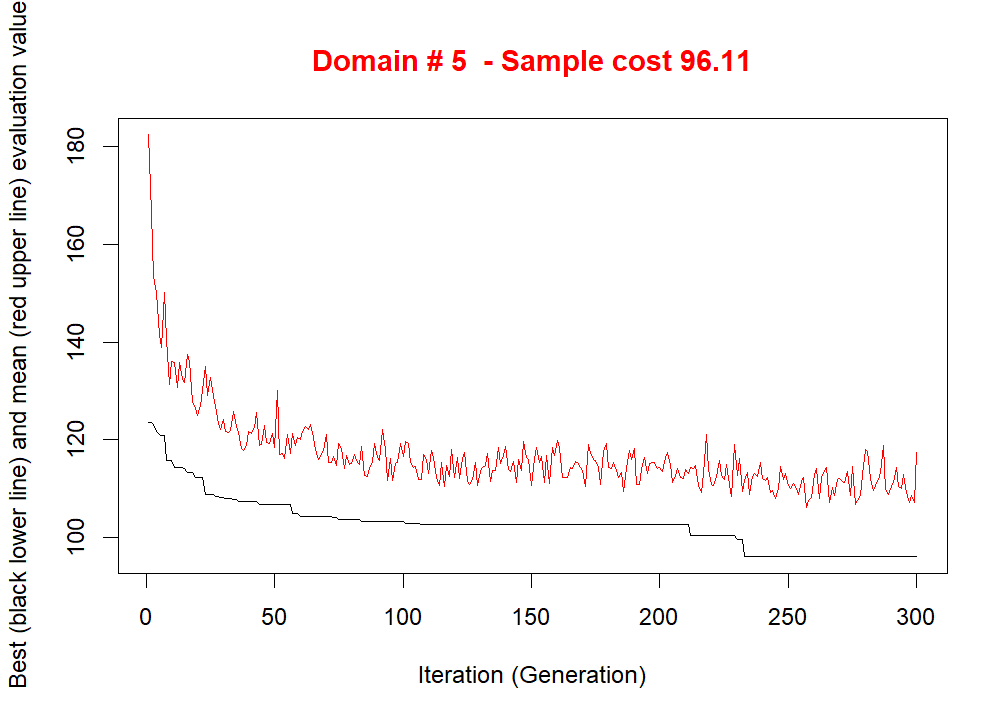 Domain # 5  - Sample cost 96.11
Best (black lower line) and mean (red upper line) evaluation value
180
160
140
120
100
0 50 100 150 200 250 300
Iteration (Generation)